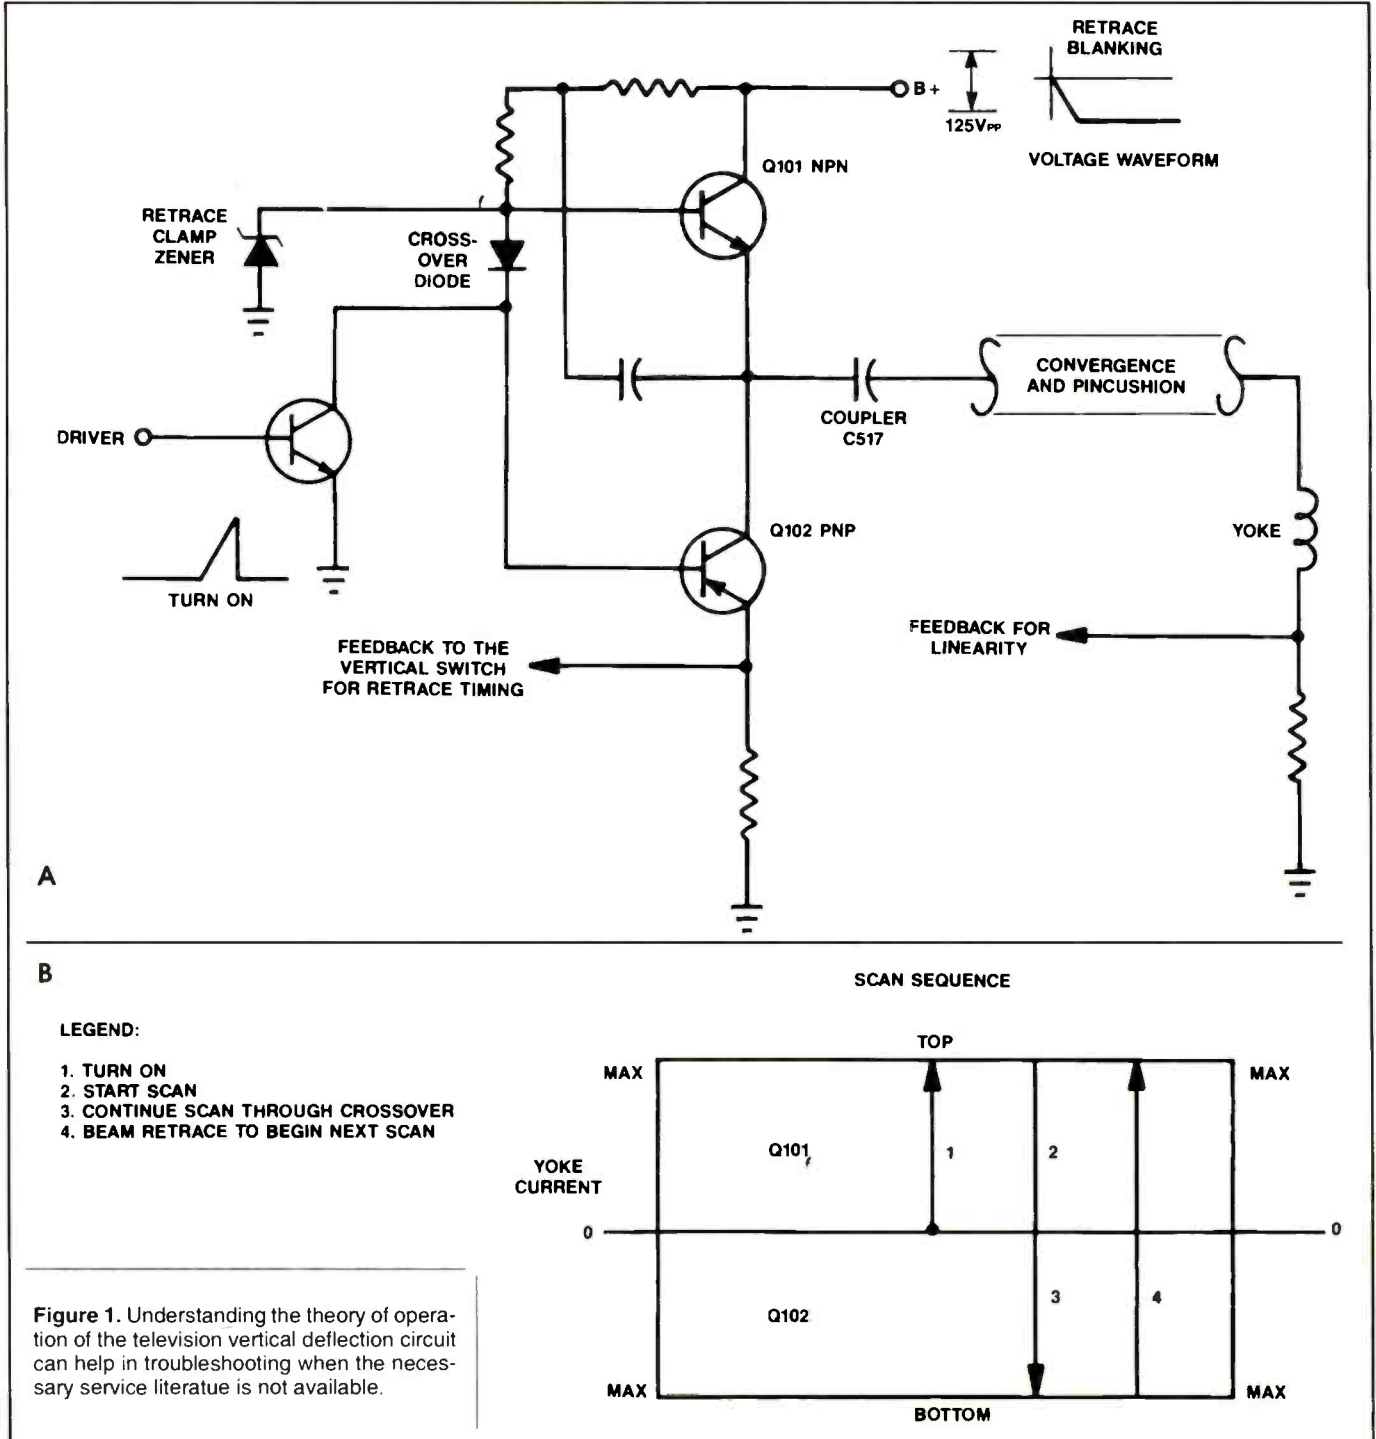 RETRACE
BLANKING
B +
125VPP
VOLTAGE WAVEFORM
Q101 NPN
RETRACE
CLAMP
ZENER
CROSS-
OVER
DIODE
CONVERGENCE
AND PINCUSHION
COUPLER
C517
DRIVER
Q102 PNP
YOKE
TURN ON
FEEDBACK TO THE
VERTICAL SWITCH
FOR RETRACE TIMING
FEEDBACK FOR
LINEARITY
A
B
SCAN SEQUENCE
LEGEND:
1. TURN ON
2. START SCAN
3. CONTINUE SCAN THROUGH CROSSOVER
4. BEAM RETRACE TO BEGIN NEXT SCAN
TOP
MAX
MAX
Q101
1
2
YOKE
CURRENT
0
0
Q102
3
4
MAX
MAX
BOTTOM
Figure 1. Understanding the theory of opera-
tion of the television vertical deflection circuit
can help in troubleshooting when the neces-
sary service literatue is not available.